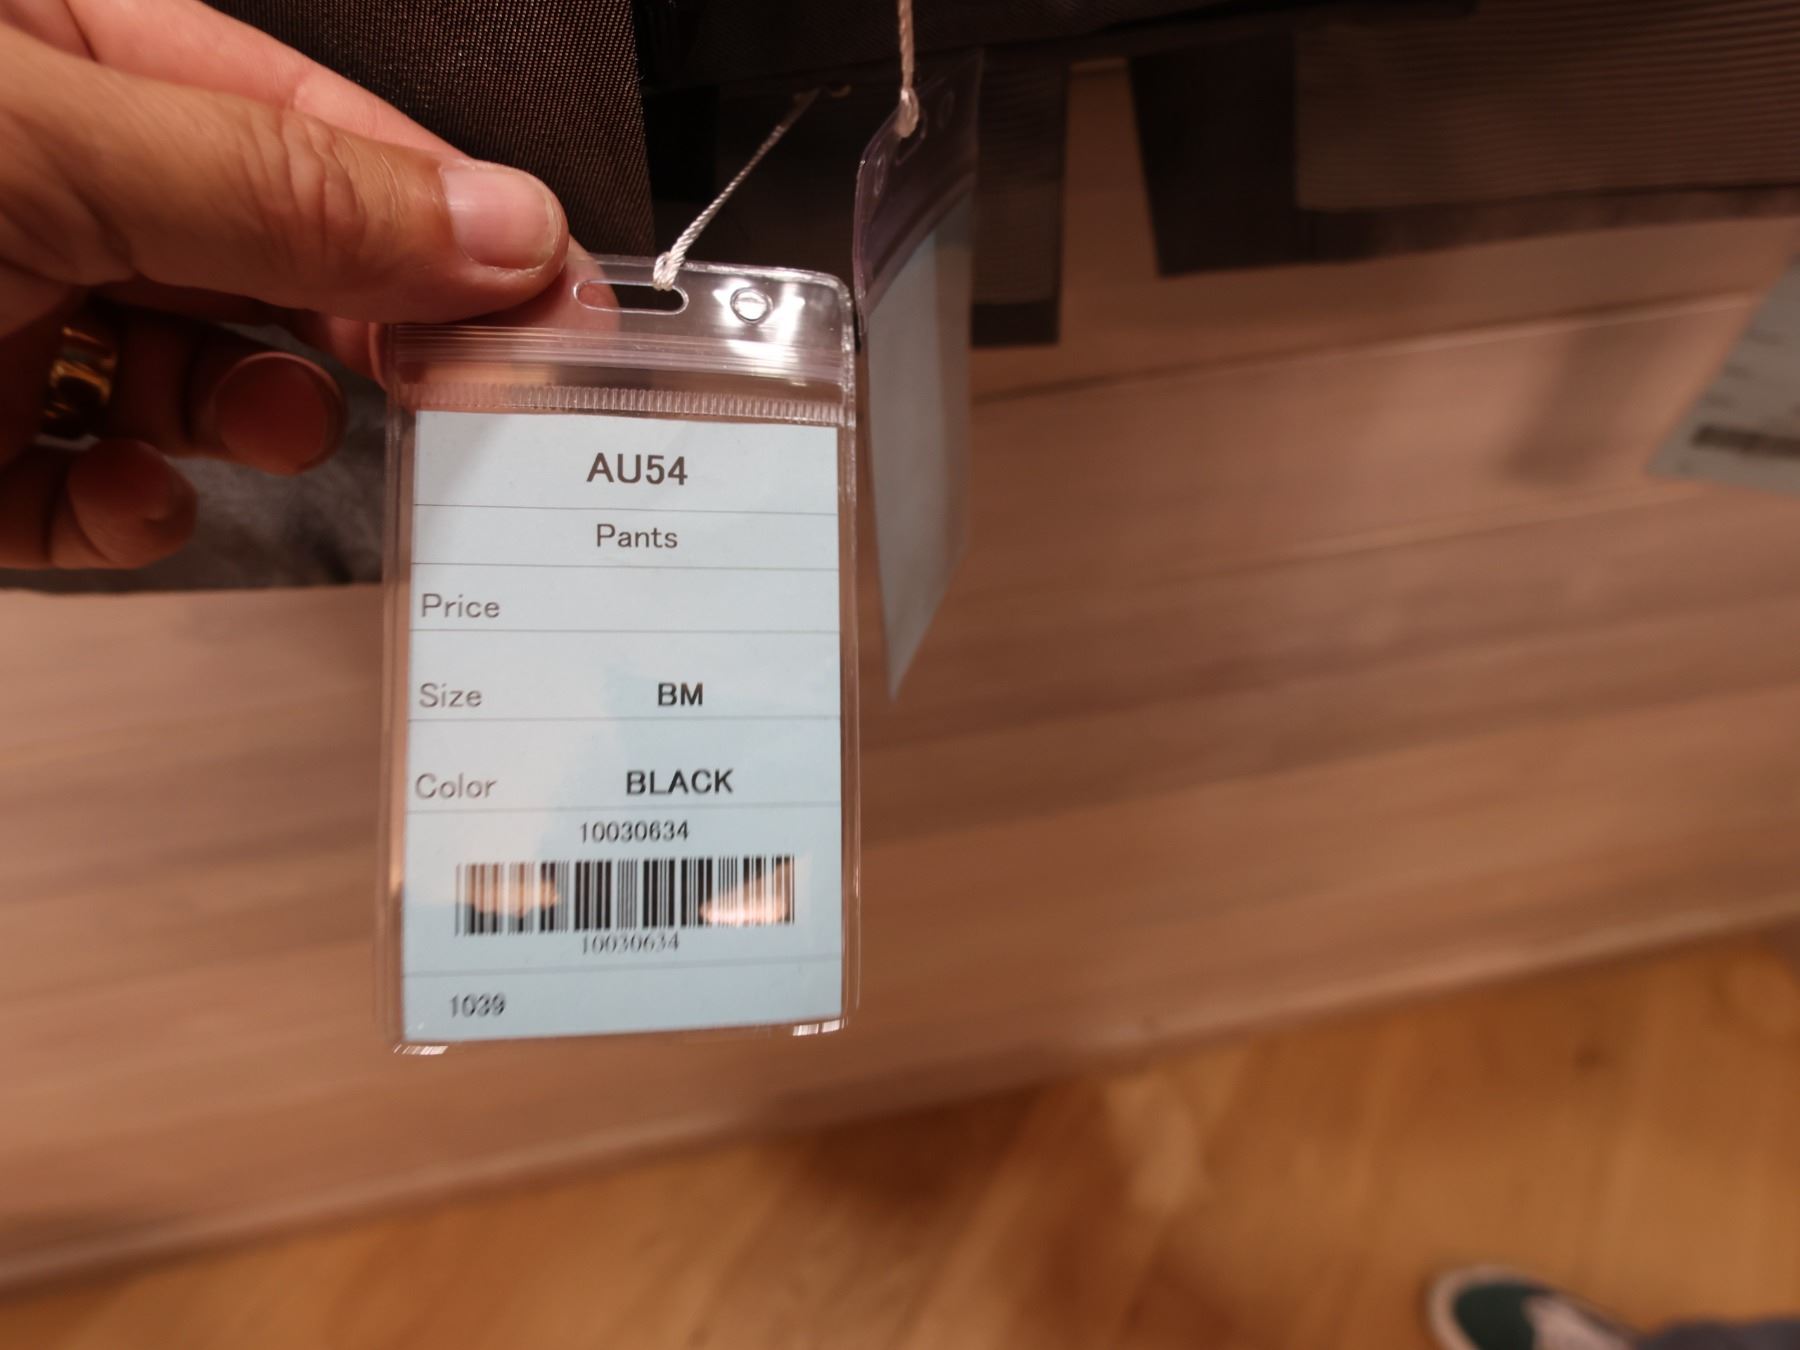 AU54
Pants
Price
Size BM
Color BLACK
10030634
10030634
1039